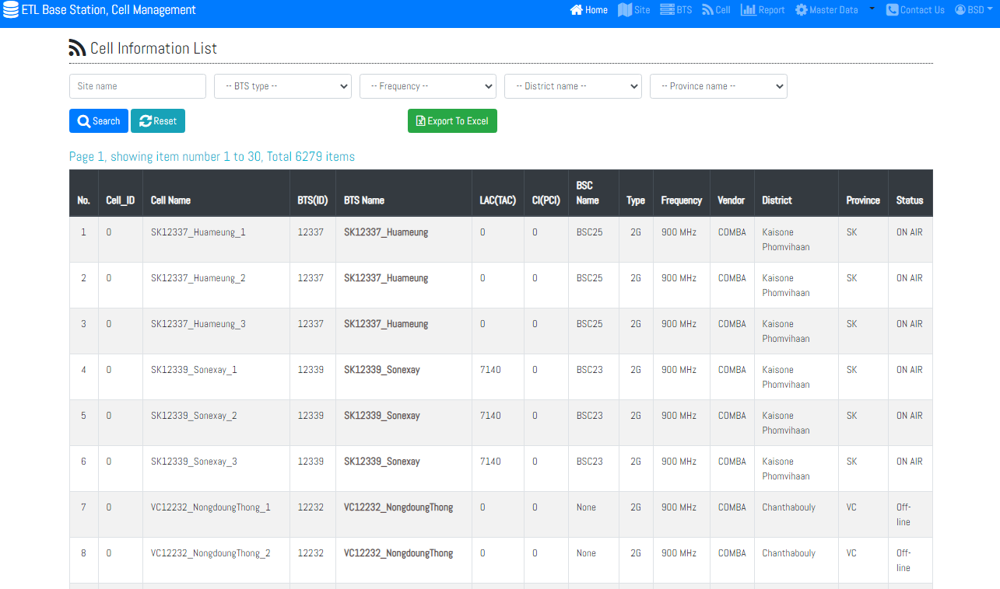 ETL Base Station, Cell Management Home Site BTS Cell Report Master Data Contact Us BSD
Cell Information List
Site name -- BTS type -- -- Frequency -- -- District name -- -- Province name --
Search Reset Export To Excel
Page 1, showing item number 1 to 30, Total 6279 items
No. Cell_ID Cell Name BTS(ID) BTS Name LAC(TAC) CI(PCI) BSC Name Type Frequency Vendor District Province Status
1 0 SK12337_Huameung_1 12337 SK12337_Huameung 0 0 BSC25 2G 900 MHz COMBA Kaisone Phomvihaan SK ON AIR
2 0 SK12337_Huameung_2 12337 SK12337_Huameung 0 0 BSC25 2G 900 MHz COMBA Kaisone Phomvihaan SK ON AIR
3 0 SK12337_Huameung_3 12337 SK12337_Huameung 0 0 BSC25 2G 900 MHz COMBA Kaisone Phomvihaan SK ON AIR
4 0 SK12339_Sonexay_1 12339 SK12339_Sonexay 7140 0 BSC23 2G 900 MHz COMBA Kaisone Phomvihaan SK ON AIR
5 0 SK12339_Sonexay_2 12339 SK12339_Sonexay 7140 0 BSC23 2G 900 MHz COMBA Kaisone Phomvihaan SK ON AIR
6 0 SK12339_Sonexay_3 12339 SK12339_Sonexay 7140 0 BSC23 2G 900 MHz COMBA Kaisone Phomvihaan SK ON AIR
7 0 VC12232_NongdoungThong_1 12232 VC12232_NongdoungThong 0 0 None 2G 900 MHz COMBA Chanthabouly VC Off-line
8 0 VC12232_NongdoungThong_2 12232 VC12232_NongdoungThong 0 0 None 2G 900 MHz COMBA Chanthabouly VC Off-line